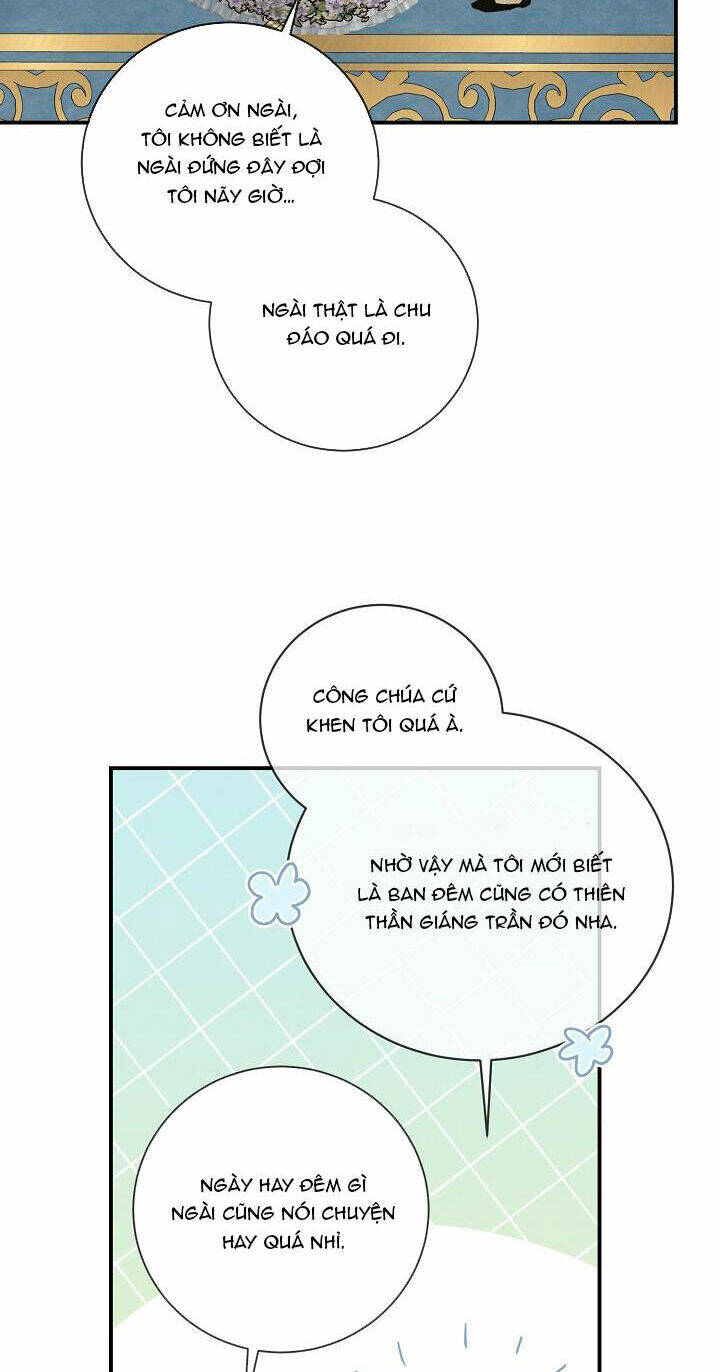 CẢM ƠN NGÀI,
TÔI KHÔNG BIẾT LÀ
NGÀI ĐỨNG ĐÂY ĐỢI
TÔI NÃY GIỜ...
NGÀI THẬT LÀ CHU
ĐÁO QUÁ ĐI.
CÔNG CHÚA CỨ
KHEN TÔI QUÁ À.
NHỜ VẬY MÀ TÔI MỚI BIẾT
LÀ BAN ĐÊM CŨNG CÓ THIÊN
THẦN GIÁNG TRẦN ĐÓ NHA.
NGÀY HAY ĐÊM GÌ
NGÀI CŨNG NÓI CHUYỆN
HAY QUÁ NHỈ.